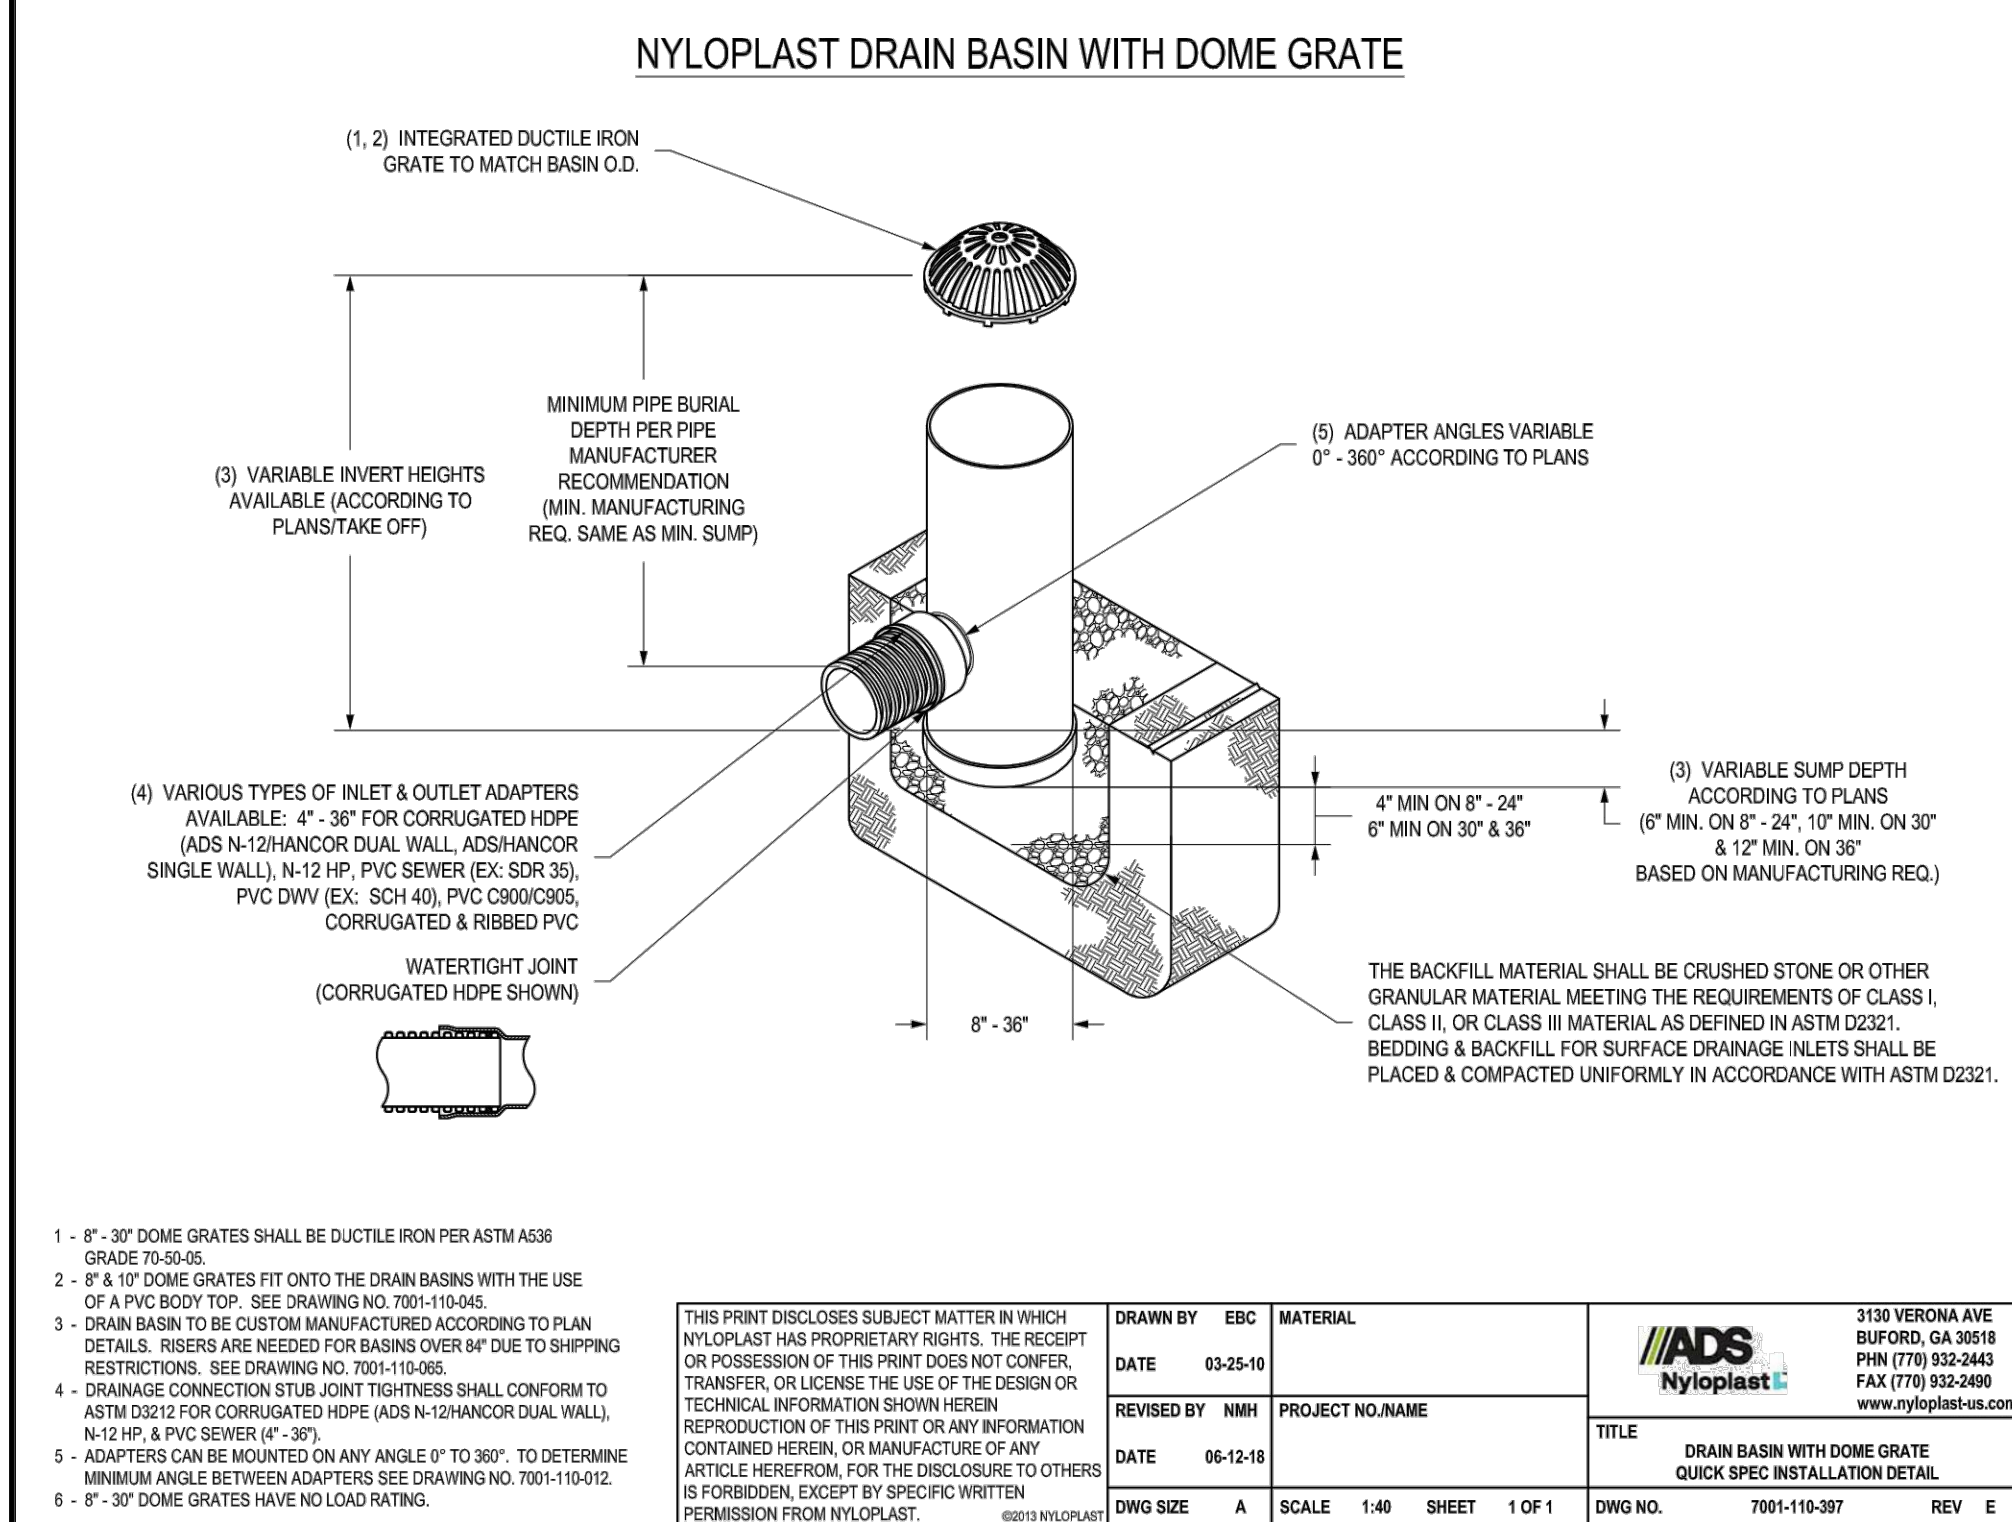 NYLOPLAST DRAIN BASIN WITH DOME GRATE
(1, 2) INTEGRATED DUCTILE IRON
GRATE TO MATCH BASIN O.D.
MINIMUM PIPE BURIAL
DEPTH PER PIPE
MANUFACTURER
RECOMMENDATION
(MIN. MANUFACTURING
REQ. SAME AS MIN. SUMP)
(3) VARIABLE INVERT HEIGHTS
AVAILABLE (ACCORDING TO
PLANS/TAKE OFF)
(5) ADAPTER ANGLES VARIABLE
0° - 360° ACCORDING TO PLANS
(4) VARIOUS TYPES OF INLET & OUTLET ADAPTERS
AVAILABLE: 4" - 36" FOR CORRUGATED HDPE
(ADS N-12/HANCOR DUAL WALL, ADS/HANCOR
SINGLE WALL), N-12 HP, PVC SEWER (EX: SDR 35),
PVC DWV (EX: SCH 40), PVC C900/C905,
CORRUGATED & RIBBED PVC
WATERTIGHT JOINT
(CORRUGATED HDPE SHOWN)
4" MIN ON 8" - 24"
6" MIN ON 30" & 36"
(3) VARIABLE SUMP DEPTH
ACCORDING TO PLANS
(6" MIN. ON 8" - 24", 10" MIN. ON 30"
& 12" MIN. ON 36"
BASED ON MANUFACTURING REQ.)
8" - 36"
THE BACKFILL MATERIAL SHALL BE CRUSHED STONE OR OTHER
GRANULAR MATERIAL MEETING THE REQUIREMENTS OF CLASS I,
CLASS II, OR CLASS III MATERIAL AS DEFINED IN ASTM D2321.
BEDDING & BACKFILL FOR SURFACE DRAINAGE INLETS SHALL BE
PLACED & COMPACTED UNIFORMLY IN ACCORDANCE WITH ASTM D2321.
1 - 8" - 30" DOME GRATES SHALL BE DUCTILE IRON PER ASTM A536
GRADE 70-50-05.
2 - 8" & 10" DOME GRATES FIT ONTO THE DRAIN BASINS WITH THE USE
OF A PVC BODY TOP. SEE DRAWING NO. 7001-110-045.
3 - DRAIN BASIN TO BE CUSTOM MANUFACTURED ACCORDING TO PLAN
DETAILS. RISERS ARE NEEDED FOR BASINS OVER 84" DUE TO SHIPPING
RESTRICTIONS. SEE DRAWING NO. 7001-110-065.
4 - DRAINAGE CONNECTION STUB JOINT TIGHTNESS SHALL CONFORM TO
ASTM D3212 FOR CORRUGATED HDPE (ADS N-12/HANCOR DUAL WALL),
N-12 HP, & PVC SEWER (4" - 36").
5 - ADAPTERS CAN BE MOUNTED ON ANY ANGLE 0° TO 360°. TO DETERMINE
MINIMUM ANGLE BETWEEN ADAPTERS SEE DRAWING NO. 7001-110-012.
6 - 8" - 30" DOME GRATES HAVE NO LOAD RATING.
THIS PRINT DISCLOSES SUBJECT MATTER IN WHICH
NYLOPLAST HAS PROPRIETARY RIGHTS. THE RECEIPT
OR POSSESSION OF THIS PRINT DOES NOT CONFER,
TRANSFER, OR LICENSE THE USE OF THE DESIGN OR
TECHNICAL INFORMATION SHOWN HEREIN
REPRODUCTION OF THIS PRINT OR ANY INFORMATION
CONTAINED HEREIN, OR MANUFACTURE OF ANY
ARTICLE HEREFROM, FOR THE DISCLOSURE TO OTHERS
IS FORBIDDEN, EXCEPT BY SPECIFIC WRITTEN
PERMISSION FROM NYLOPLAST. ©2013 NYLOPLAST
DRAWN BY EBC
DATE 03-25-10
REVISED BY NMH
DATE 06-12-18
DWG SIZE A
MATERIAL
PROJECT NO./NAME
SCALE 1:40 SHEET 1 OF 1
ADS
Nyloplast
3130 VERONA AVE
BUFORD, GA 30518
PHN (770) 932-2443
FAX (770) 932-2490
www.nyloplast-us.com
TITLE
DRAIN BASIN WITH DOME GRATE
QUICK SPEC INSTALLATION DETAIL
DWG NO. 7001-110-397 REV E